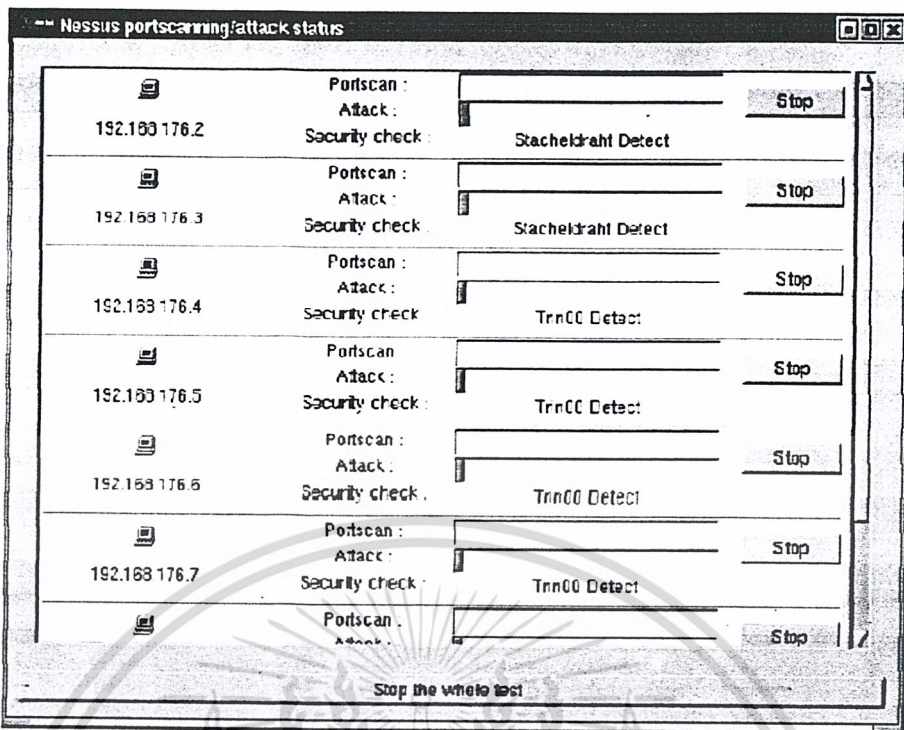 Nessus portscanning/attack status
Portscan :
Attack :
Stop
192.168.176.2
Security check :
Stacheldraht Detect
Portscan :
Attack :
Stop
192.168.176.3
Security check :
Stacheldraht Detect
Portscan :
Attack :
Stop
192.168.176.4
Security check
Trin00 Detect
Portscan
Attack :
Stop
192.168.176.5
Security check :
Trin00 Detect
Portscan :
Attack :
Stop
192.168.176.6
Security check :
Trin00 Detect
Portscan :
Attack :
Stop
192.168.176.7
Security check :
Trin00 Detect
Portscan :
Attack :
Stop
Stop the whole test